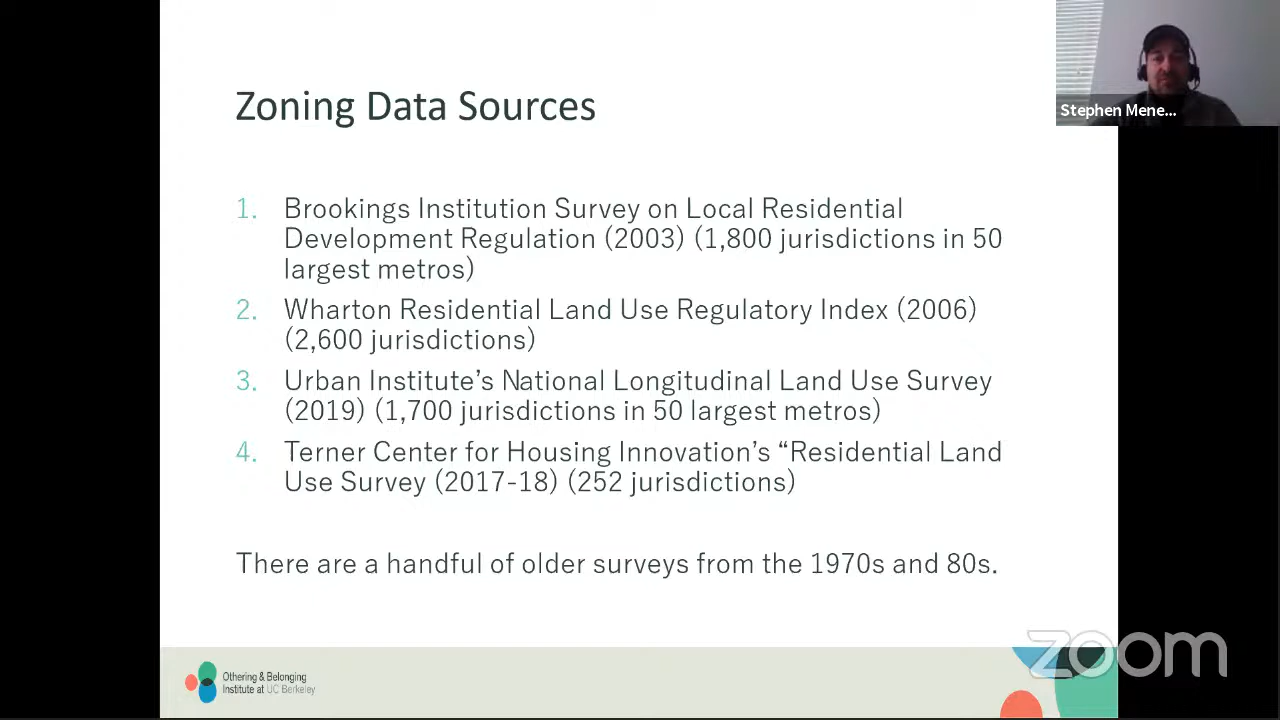 Zoning Data Sources
Stephen Mene...
1. Brookings Institution Survey on Local Residential
Development Regulation (2003) (1,800 jurisdictions in 50
largest metros)
2. Wharton Residential Land Use Regulatory Index (2006)
(2,600 jurisdictions)
3. Urban Institute’s National Longitudinal Land Use Survey
(2019) (1,700 jurisdictions in 50 largest metros)
4. Terner Center for Housing Innovation’s “Residential Land
Use Survey (2017-18) (252 jurisdictions)
There are a handful of older surveys from the 1970s and 80s.
Othering & Belonging
Institute at UC Berkeley
zoom